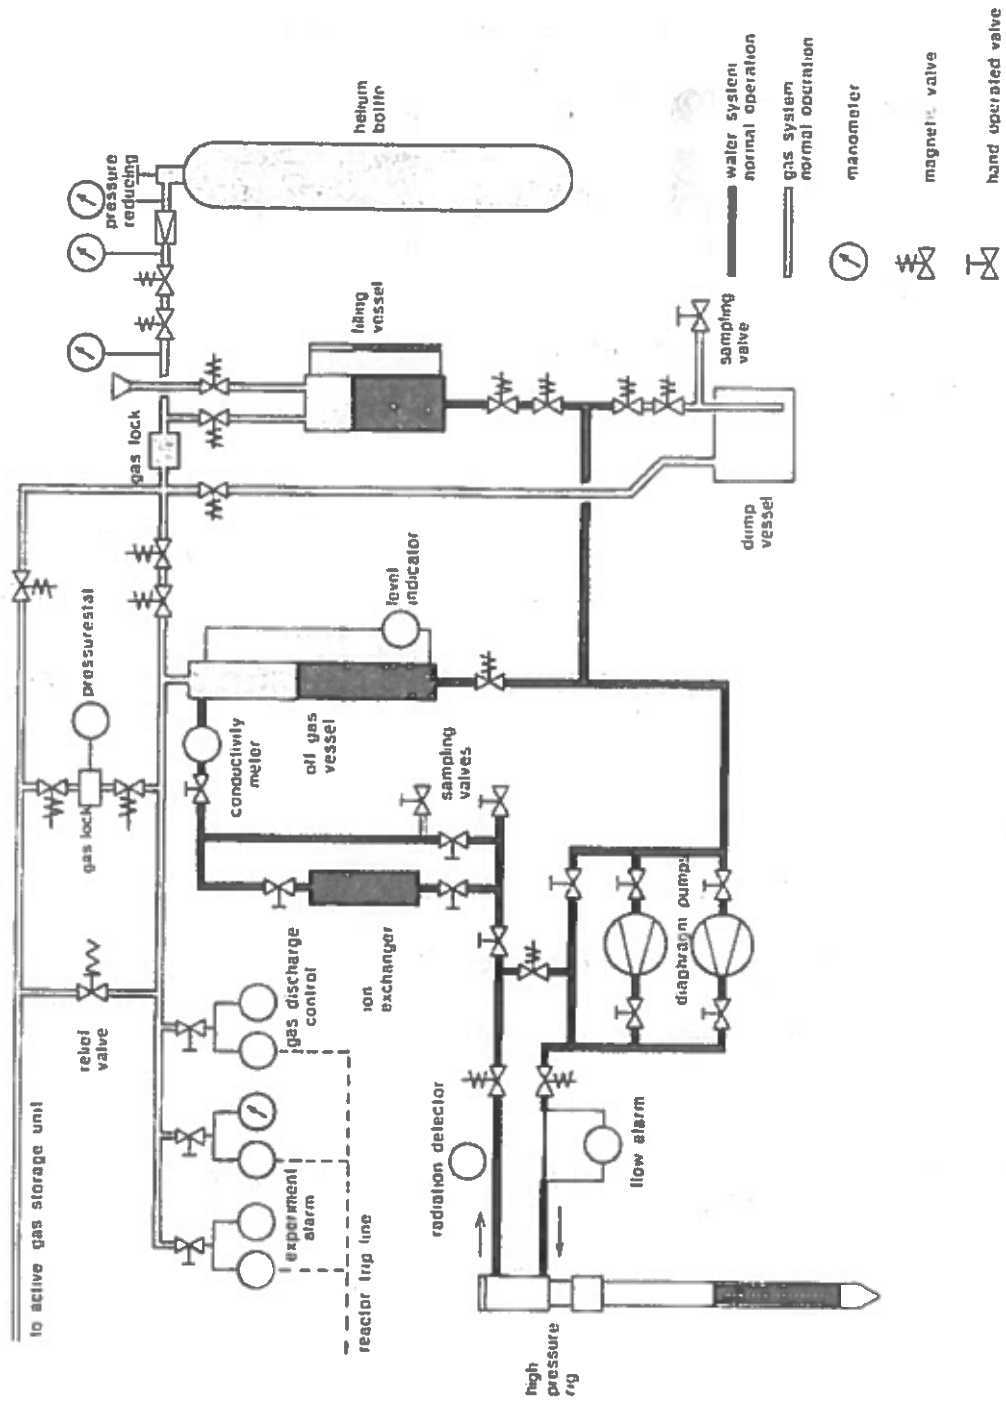 to active gas storage unit
relief
valve
gas lock
pressurestat
gas lock
pressure
reducing
helium
bottle
filling
vessel
experiment
alarm
gas discharge
control
reactor trip line
ion
exchanger
conductivity
meter
off gas
vessel
level
indicator
sampling
valves
radiation detector
flow alarm
high
pressure
rig
diaphragm pumps
dump
vessel
sampling
valve
water system
normal operation
gas system
normal operation
manometer
magnetic valve
hand operated valve